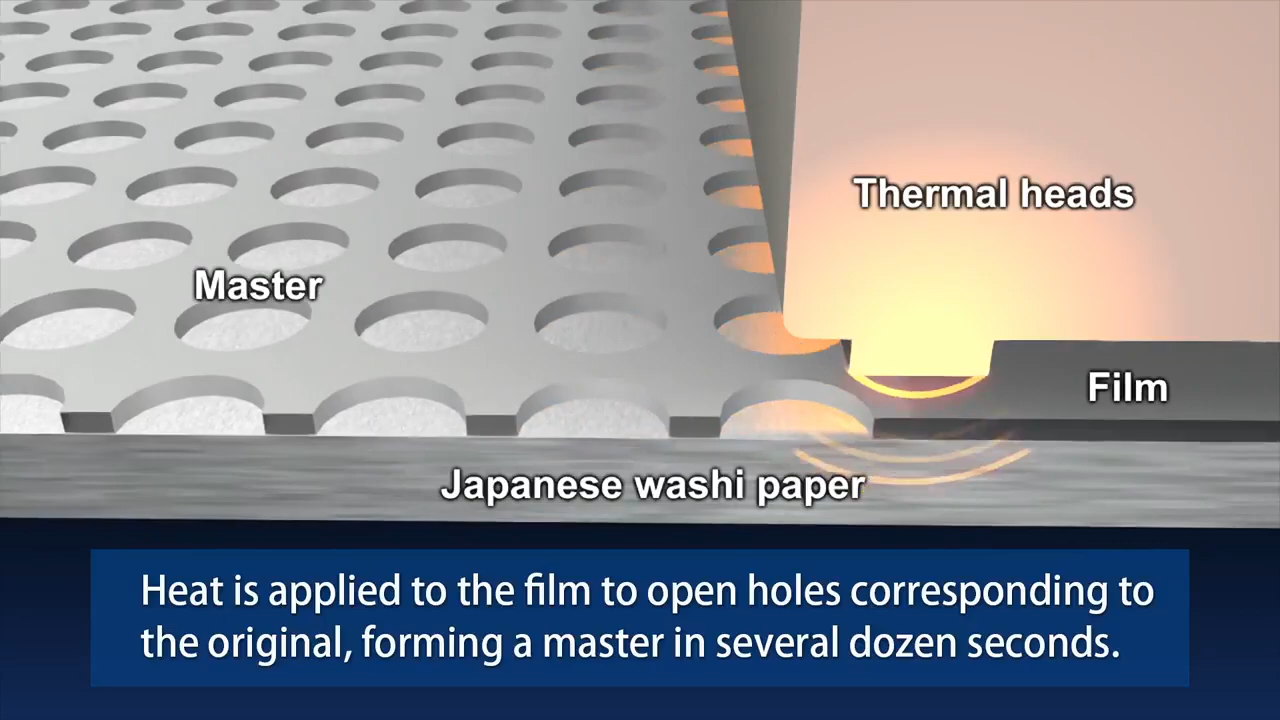 Thermal heads
Master
Film
Japanese washi paper
Heat is applied to the film to open holes corresponding to
the original, forming a master in several dozen seconds.